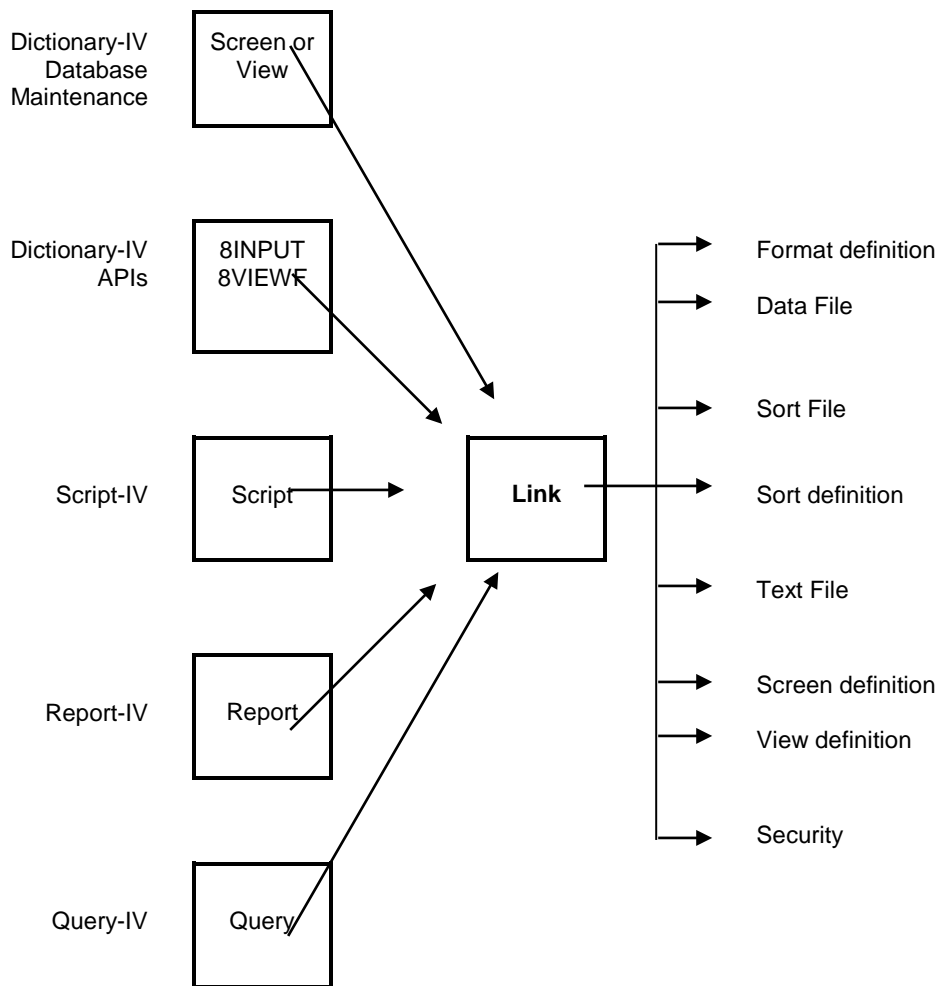 Dictionary-IV
Database
Maintenance
Screen or
View
Dictionary-IV
APIs
8INPUT
8VIEWF
Script-IV
Script
Report-IV
Report
Query-IV
Query
Link
Format definition
Data File
Sort File
Sort definition
Text File
Screen definition
View definition
Security